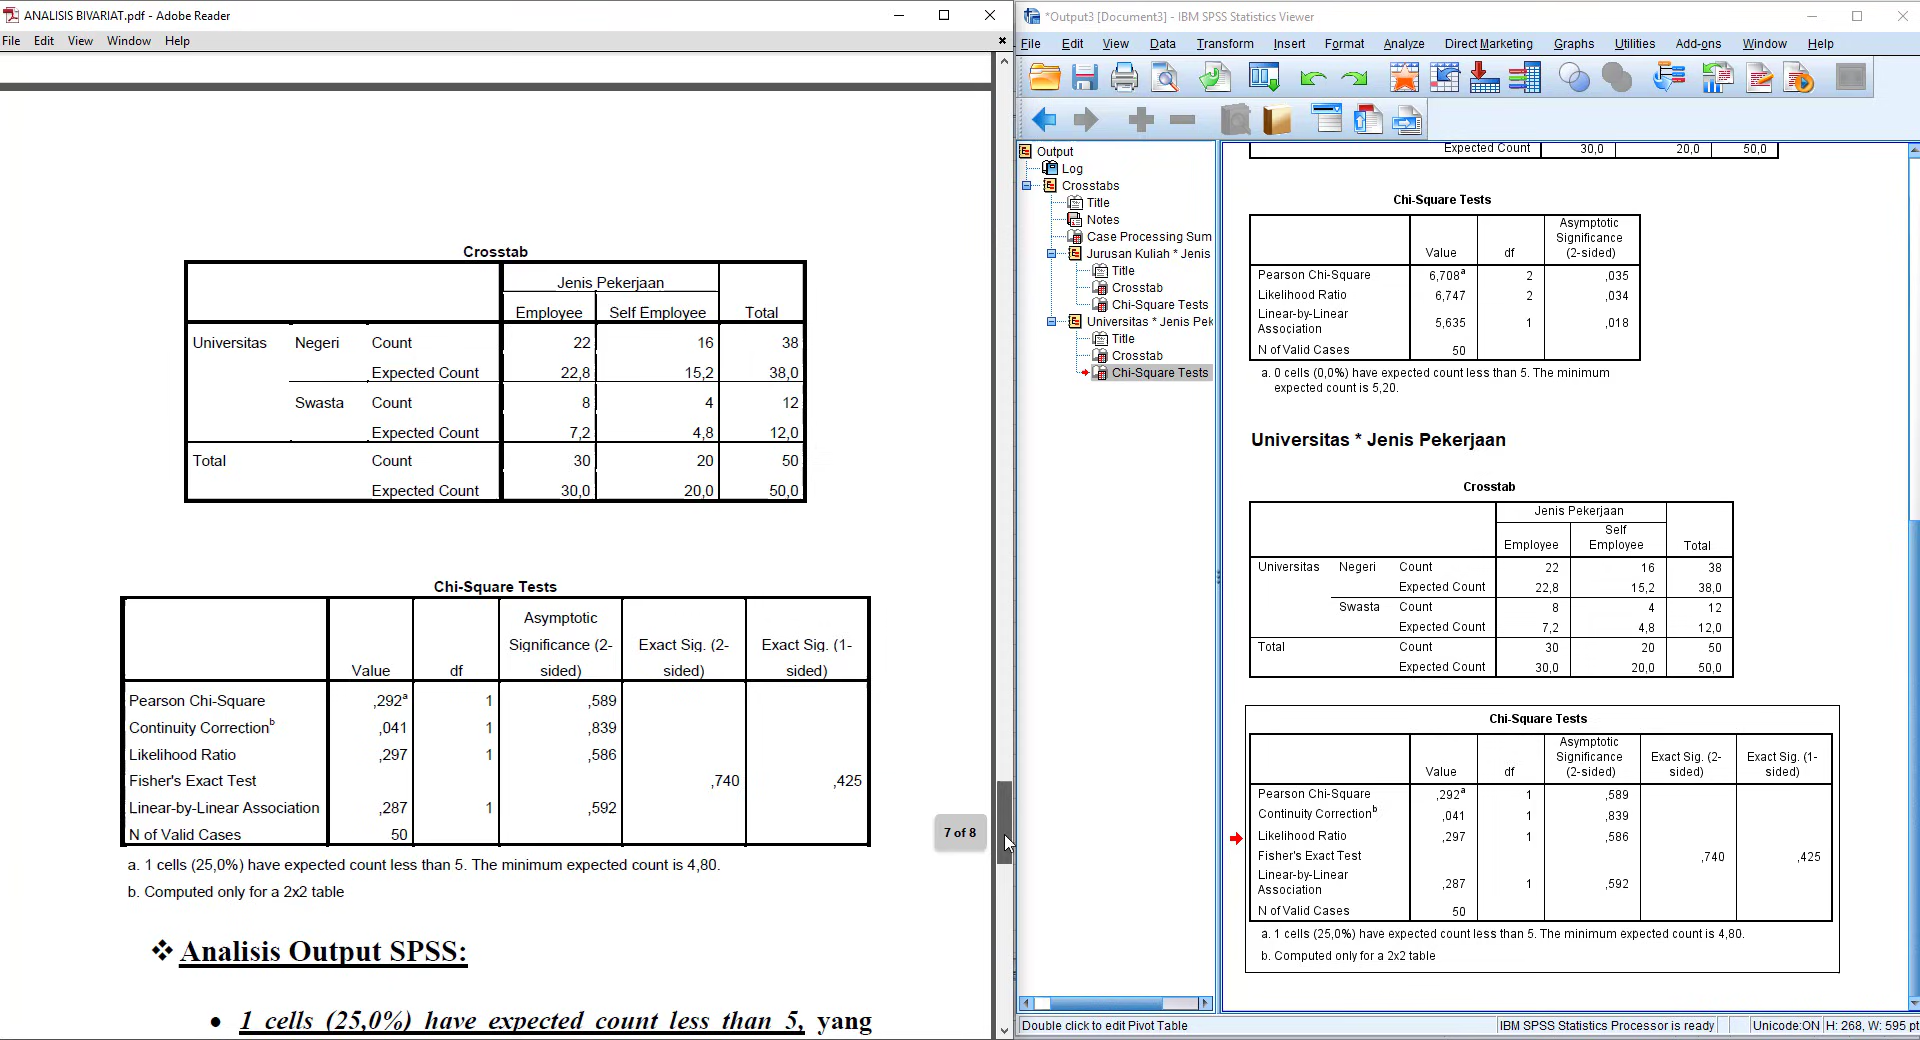 ANALISIS BIVARIAT.pdf - Adobe Reader
File Edit View Window Help
Crosstab
Jenis Pekerjaan
Employee Self Employee Total
Universitas Negeri Count 22 16 38
Expected Count 22,8 15,2 38,0
Swasta Count 8 4 12
Expected Count 7,2 4,8 12,0
Total Count 30 20 50
Expected Count 30,0 20,0 50,0
Chi-Square Tests
Asymptotic
Significance (2- Exact Sig. (2- Exact Sig. (1-
Value df sided) sided) sided)
Pearson Chi-Square ,292a 1 ,589
Continuity Correctionb ,041 1 ,839
Likelihood Ratio ,297 1 ,586
Fisher's Exact Test ,740 ,425
Linear-by-Linear Association ,287 1 ,592
N of Valid Cases 50
7 of 8
a. 1 cells (25,0%) have expected count less than 5. The minimum expected count is 4,80.
b. Computed only for a 2x2 table
❖ Analisis Output SPSS:
• 1 cells (25,0%) have expected count less than 5, yang
*Output3 [Document3] - IBM SPSS Statistics Viewer
File Edit View Data Transform Insert Format Analyze Direct Marketing Graphs Utilities Add-ons Window Help
Output
Log
Crosstabs
Title
Notes
Case Processing Sum
Jurusan Kuliah * Jenis
Title
Crosstab
Chi-Square Tests
Universitas * Jenis Pek
Title
Crosstab
Chi-Square Tests
Expected Count 30,0 20,0 50,0
Chi-Square Tests
Asymptotic
Significance
Value df (2-sided)
Pearson Chi-Square 6,708a 2 ,035
Likelihood Ratio 6,747 2 ,034
Linear-by-Linear
Association 5,635 1 ,018
N of Valid Cases 50
a. 0 cells (0,0%) have expected count less than 5. The minimum
expected count is 5,20.
Universitas * Jenis Pekerjaan
Crosstab
Jenis Pekerjaan
Self
Employee Employee Total
Universitas Negeri Count 22 16 38
Expected Count 22,8 15,2 38,0
Swasta Count 8 4 12
Expected Count 7,2 4,8 12,0
Total Count 30 20 50
Expected Count 30,0 20,0 50,0
Chi-Square Tests
Asymptotic
Significance Exact Sig. (2- Exact Sig. (1-
Value df (2-sided) sided) sided)
Pearson Chi-Square ,292a 1 ,589
Continuity Correctionb ,041 1 ,839
Likelihood Ratio ,297 1 ,586
Fisher's Exact Test ,740 ,425
Linear-by-Linear
Association ,287 1 ,592
N of Valid Cases 50
a. 1 cells (25,0%) have expected count less than 5. The minimum expected count is 4,80.
b. Computed only for a 2x2 table
Double click to edit Pivot Table
IBM SPSS Statistics Processor is ready Unicode:ON H: 268, W: 595 pt